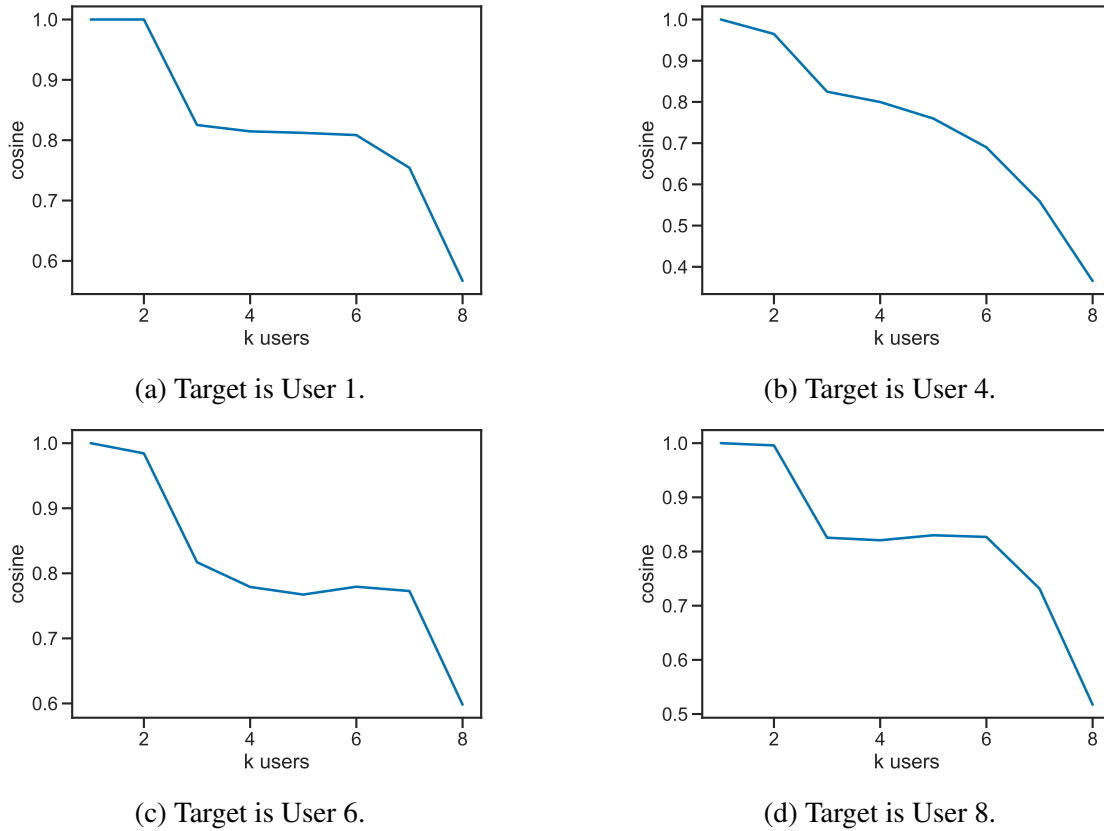 1.0
0.9
0.8
0.7
0.6
cosine
2 4 6 8
k users
(a) Target is User 1.
1.0
0.9
0.8
0.7
0.6
0.5
0.4
cosine
2 4 6 8
k users
(b) Target is User 4.
1.0
0.9
0.8
0.7
0.6
cosine
2 4 6 8
k users
(c) Target is User 6.
1.0
0.9
0.8
0.7
0.6
0.5
cosine
2 4 6 8
k users
(d) Target is User 8.